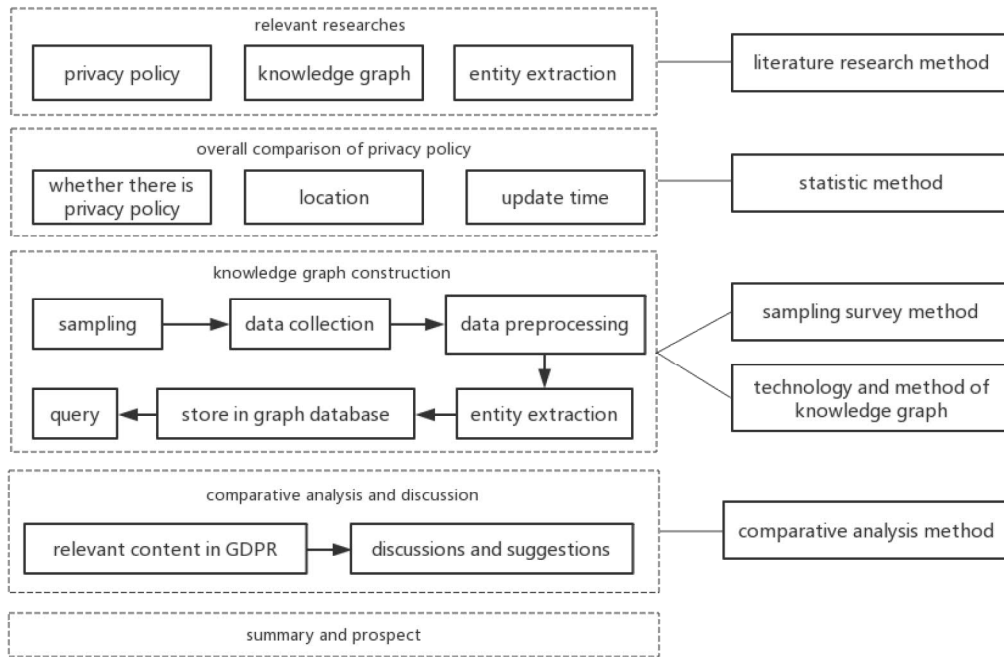 relevant researches
privacy policy
knowledge graph
entity extraction
literature research method
overall comparison of privacy policy
whether there is
privacy policy
location
update time
statistic method
knowledge graph construction
sampling
data collection
data preprocessing
query
store in graph database
entity extraction
sampling survey method
technology and method of
knowledge graph
comparative analysis and discussion
relevant content in GDPR
discussions and suggestions
comparative analysis method
summary and prospect